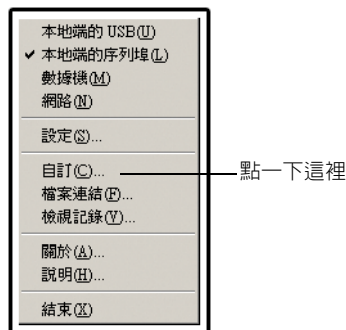 本地端的 USB(U)
本地端的序列埠(L)
數據機(M)
網路(N)
設定(S)...
自訂(C)...
點一下這裡
檔案連結(F)...
檢視記錄(V)...
關於(A)...
說明(H)...
結束(X)